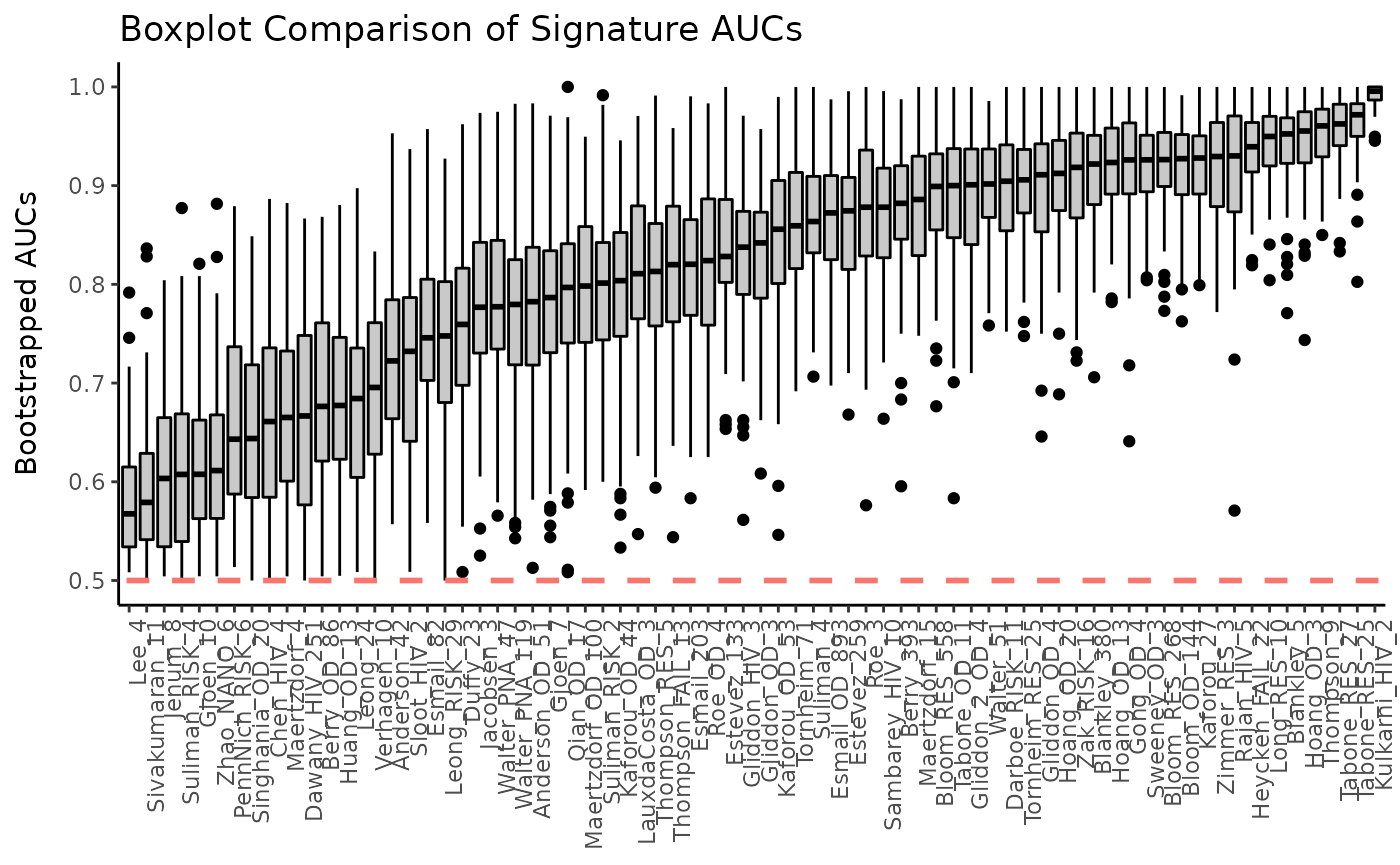 Boxplot Comparison of Signature AUCs
Bootstrapped AUCs
1.0
0.9
0.8
0.7
0.6
0.5
Lee_4
Sivakumaran_11
Jenum_8
Suliman_RISK_4
Gjoen_10
Zhao_NANO_6
PennNich_RISK_6
Singhania_OD_20
Chen_HIV_4
Maertzdorf_4
Dawany_HIV_251
Berry_OD_86
Huang_OD_13
Leong_24
Verhagen_10
Anderson_42
Sloot_HIV_2
Esmail_82
Leong_RISK_29
Duffy_23
Jacobsen_3
Walter_PNA_47
Walter_PNA_119
Anderson_OD_51
Gjoen_7
Qian_OD_17
Maertzdorf_OD_100
Suliman_RISK_2
Kaforou_OD_44
LauxdaCosta_OD_3
Thompson_RES_5
Thompson_FAIL_13
Esmail_203
Roe_OD_4
Estevez_133
Gliddon_HIV_3
Gliddon_OD_3
Kaforou_OD_53
Tornheim_71
Suliman_4
Esmail_OD_893
Estevez_259
Roe_3
Sambarey_HIV_10
Berry_393
Maertzdorf_15
Bloom_RES_558
Tabone_OD_11
Gliddon_2_OD_4
Walter_51
Darboe_RISK_11
Tornheim_RES_25
Gliddon_OD_4
Hoang_OD_20
Zak_RISK_16
Blankley_380
Hoang_OD_13
Gong_OD_4
Sweeney_OD_3
Bloom_RES_268
Bloom_OD_144
Kaforou_27
Zimmer_RES_3
Rajan_HIV_5
Heycken_FAIL_22
Long_RES_10
Blankley_5
Hoang_OD_3
Thompson_9
Tabone_RES_27
Tabone_RES_25
Kulkarni_HIV_2